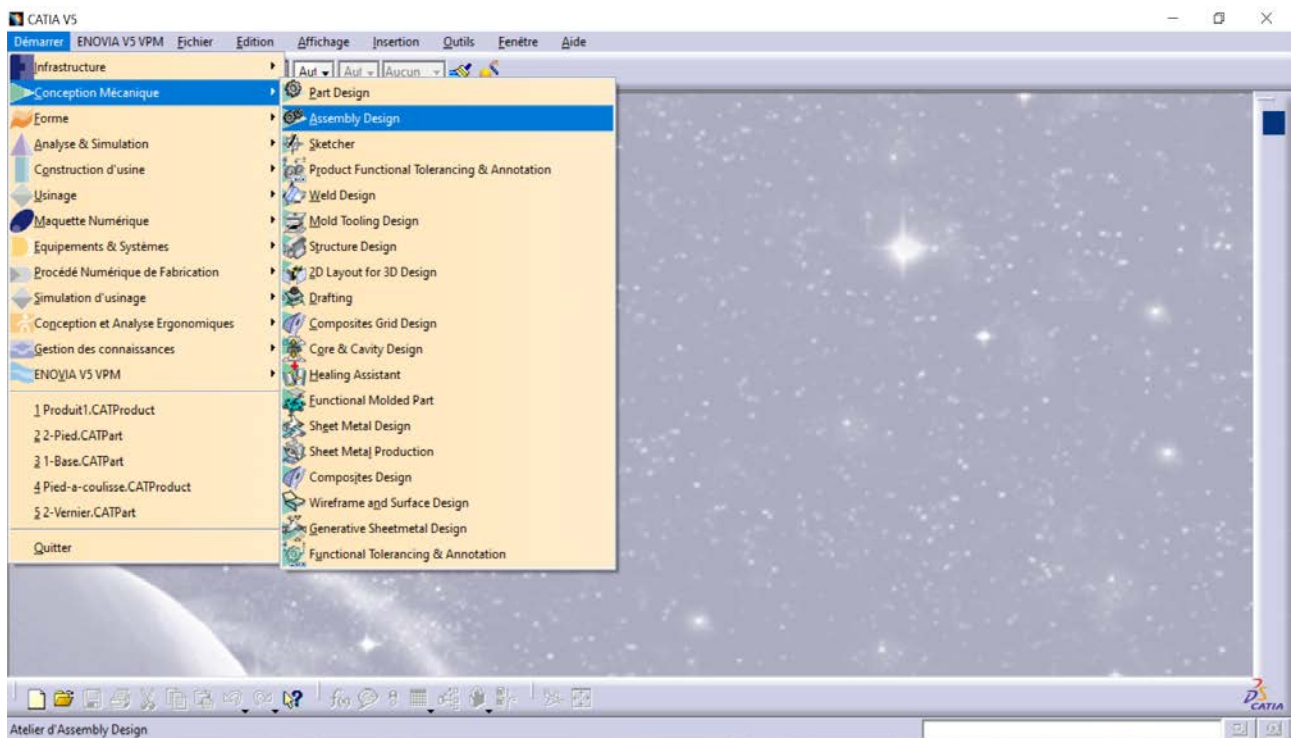 CATIA V5
Démarrer ENOVIA V5 VPM Fichier Edition Affichage Insertion Outils Fenêtre Aide
Aut Aut Aucun
Infrastructure
Conception Mécanique
Forme
Analyse & Simulation
Construction d'usine
Usinage
Maquette Numérique
Equipements & Systèmes
Procédé Numérique de Fabrication
Simulation d'usinage
Conception et Analyse Ergonomiques
Gestion des connaissances
ENOVIA V5 VPM
1 Produit1.CATProduct
2 2-Pied.CATPart
3 1-Base.CATPart
4 Pied-a-coulisse.CATProduct
5 2-Vernier.CATPart
Quitter
Part Design
Assembly Design
Sketcher
Product Functional Tolerancing & Annotation
Weld Design
Mold Tooling Design
Structure Design
2D Layout for 3D Design
Drafting
Composites Grid Design
Core & Cavity Design
Healing Assistant
Functional Molded Part
Sheet Metal Design
Sheet Metal Production
Composites Design
Wireframe and Surface Design
Generative Sheetmetal Design
Functional Tolerancing & Annotation
f(x)
CATIA
Atelier d'Assembly Design